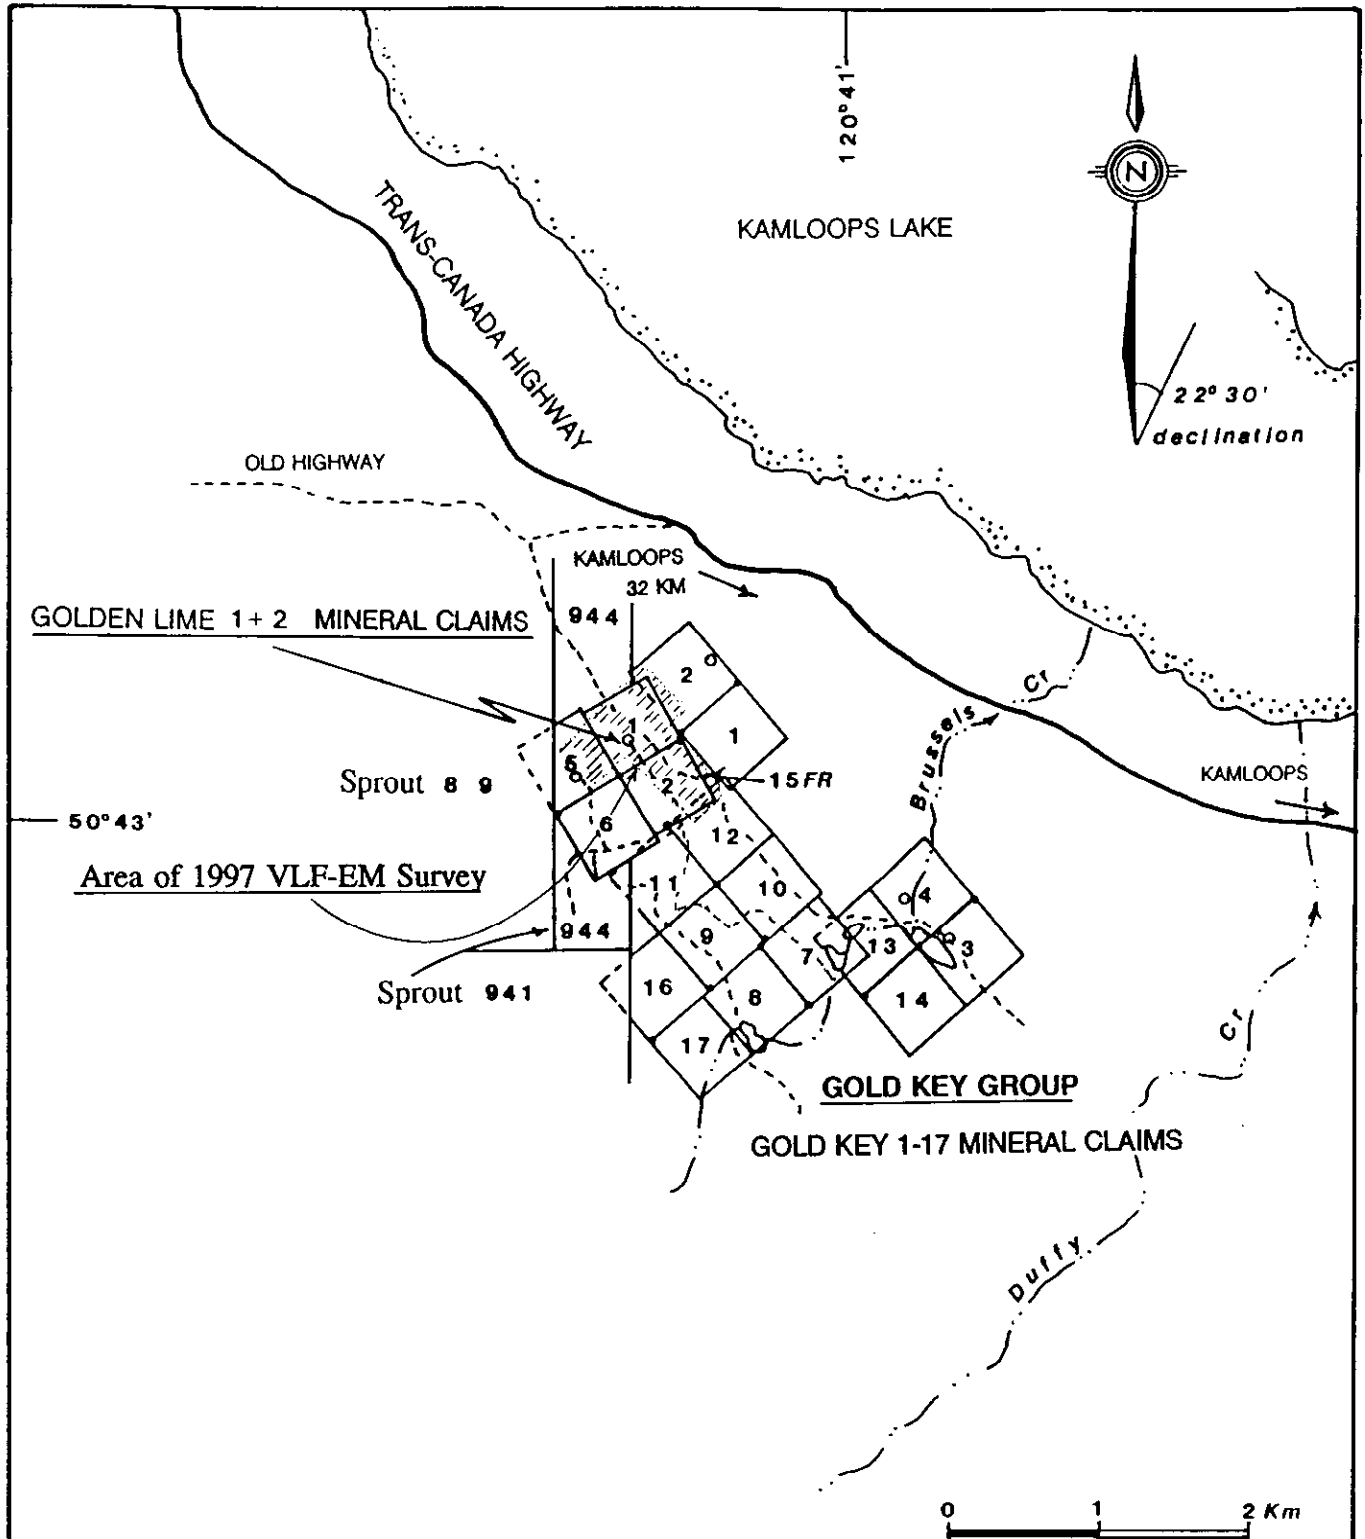 120°41'
N
KAMLOOPS LAKE
TRANS-CANADA HIGHWAY
22°30'
declination
OLD HIGHWAY
KAMLOOPS
32 KM
944
GOLDEN LIME 1+2 MINERAL CLAIMS
2
1
1
Cr
Brussels
5
2
15FR
KAMLOOPS
Sprout 89
50°43'
6
12
Area of 1997 VLF-EM Survey
11
10
4
944
9
7
13
3
Sprout 941
16
8
14
17
Cr
GOLD KEY GROUP
GOLD KEY 1-17 MINERAL CLAIMS
Duffy
0 1 2 Km